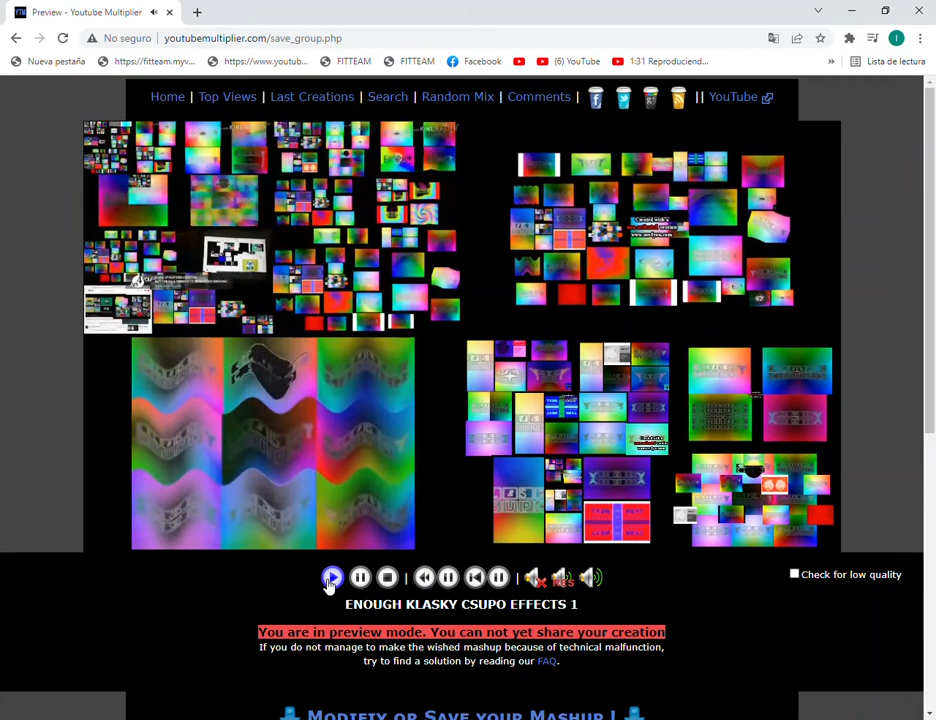 Preview - Youtube Multiplier
No seguro
youtubemultiplier.com/save_group.php
Nueva pestaña
https://fitteam.myv...
https://www.youtub...
FITTEAM
FITTEAM
Facebook
(6) YouTube
1:31 Reproduciend...
»
Lista de lectura
Home | Top Views | Last Creations | Search | Random Mix | Comments | || YouTube
Check for low quality
ENOUGH KLASKY CSUPO EFFECTS 1
You are in preview mode. You can not yet share your creation
If you do not manage to make the wished mashup because of technical malfunction,
try to find a solution by reading our FAQ.
Modifiy or Save your Mashup !